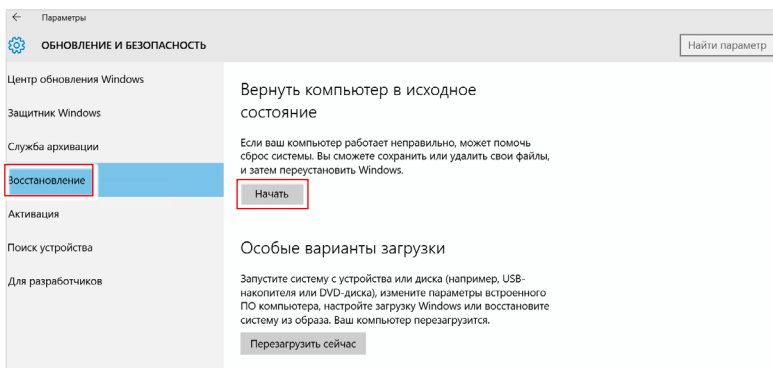 Параметры
ОБНОВЛЕНИЕ И БЕЗОПАСНОСТЬ
Найти параметр
Центр обновления Windows
Защитник Windows
Служба архивации
Восстановление
Активация
Поиск устройства
Для разработчиков
Вернуть компьютер в исходное
состояние
Если ваш компьютер работает неправильно, может помочь
сброс системы. Вы сможете сохранить или удалить свои файлы,
и затем переустановить Windows.
Начать
Особые варианты загрузки
Запустите систему с устройства или диска (например, USB-
накопителя или DVD-диска), измените параметры встроенного
ПО компьютера, настройте загрузку Windows или восстановите
систему из образа. Ваш компьютер перезагрузится.
Перезагрузить сейчас